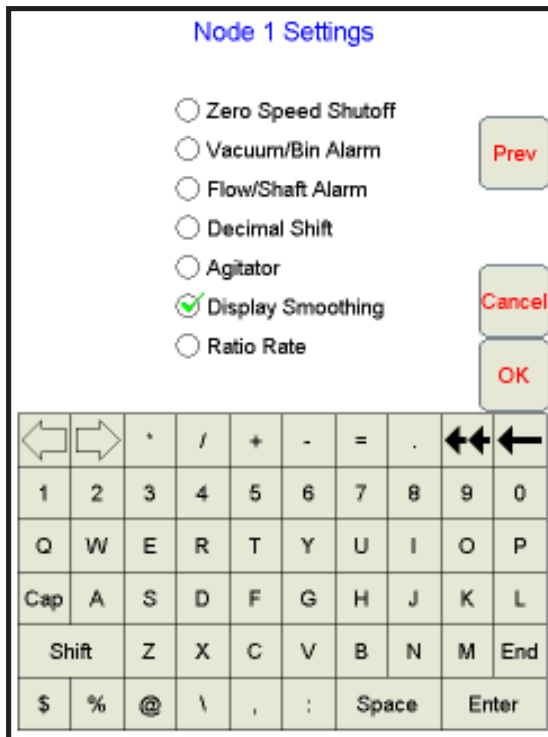 Node 1 Settings
Zero Speed Shutoff
Vacuum/Bin Alarm
Prev
Flow/Shaft Alarm
Decimal Shift
Agitator
Display Smoothing
Cancel
Ratio Rate
OK
* / + - = .
1 2 3 4 5 6 7 8 9 0
Q W E R T Y U I O P
Cap A S D F G H J K L
Shift Z X C V B N M End
$ % @ \ , : Space Enter